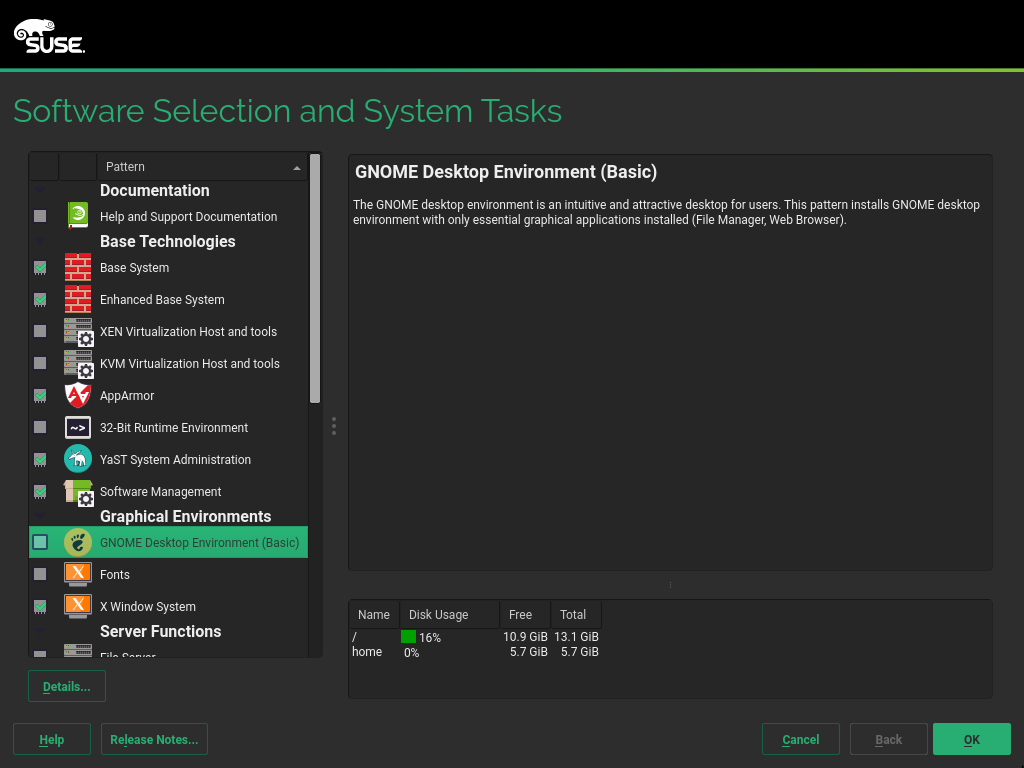 SUSE
Software Selection and System Tasks
Pattern
Documentation
Help and Support Documentation
Base Technologies
Base System
Enhanced Base System
XEN Virtualization Host and tools
KVM Virtualization Host and tools
AppArmor
32-Bit Runtime Environment
YaST System Administration
Software Management
Graphical Environments
GNOME Desktop Environment (Basic)
Fonts
X Window System
Server Functions
File Server
Details...
GNOME Desktop Environment (Basic)
The GNOME desktop environment is an intuitive and attractive desktop for users. This pattern installs GNOME desktop
environment with only essential graphical applications installed (File Manager, Web Browser).
Name Disk Usage Free Total
/ 16% 10.9 GiB 13.1 GiB
home 0% 5.7 GiB 5.7 GiB
Help Release Notes... Cancel Back OK